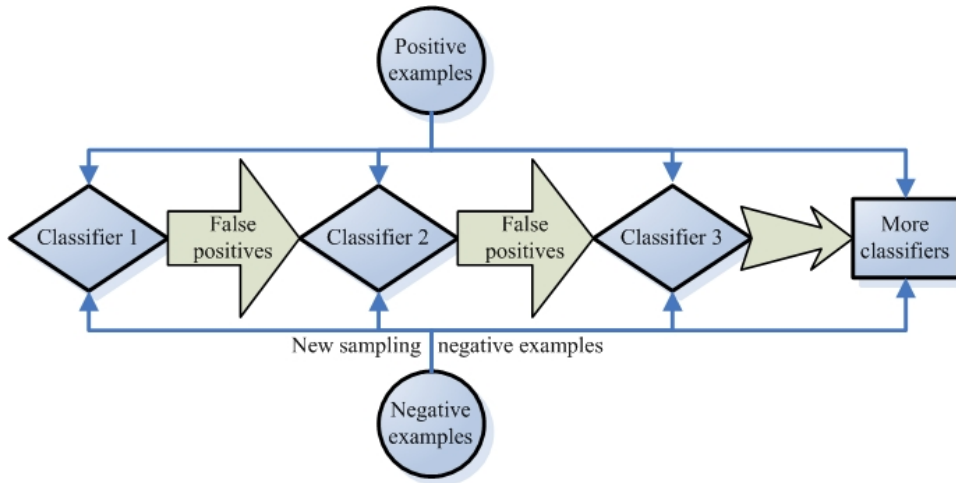 Positive
examples
Classifier 1
False
positives
Classifier 2
False
positives
Classifier 3
More
classifiers
New sampling negative examples
Negative
examples